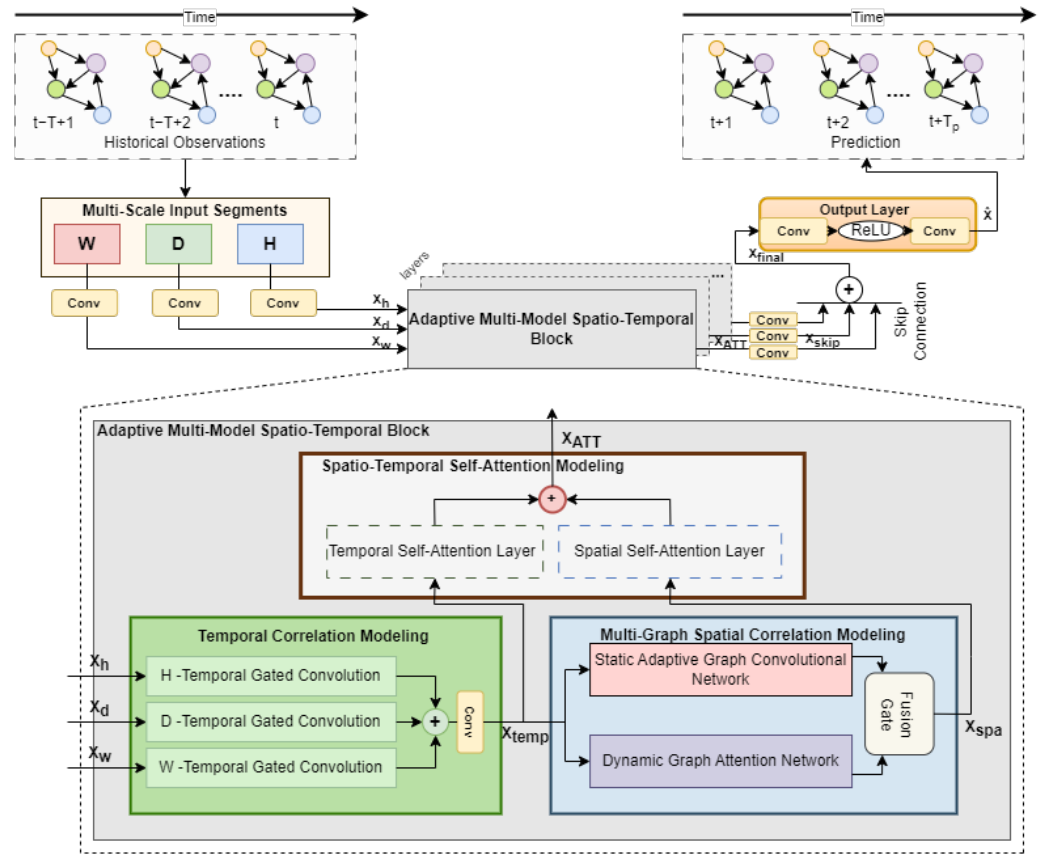 Time
Time
t−T+1
t−T+2
....
t
Historical Observations
t+1
t+2
....
t+Tp
Prediction
Multi-Scale Input Segments
W
D
H
Conv
Conv
Conv
Output Layer
Conv
ReLU
Conv
x̂
xfinal
+
layers
...
xh
xd
xw
Adaptive Multi-Model Spatio-Temporal
Block
Conv
Conv
Conv
xATT
xskip
Skip
Connection
Adaptive Multi-Model Spatio-Temporal Block
xATT
Spatio-Temporal Self-Attention Modeling
+
Temporal Self-Attention Layer
Spatial Self-Attention Layer
Temporal Correlation Modeling
xh
H -Temporal Gated Convolution
xd
D -Temporal Gated Convolution
xw
W -Temporal Gated Convolution
+
Conv
xtemp
Multi-Graph Spatial Correlation Modeling
Static Adaptive Graph Convolutional
Network
Dynamic Graph Attention Network
Fusion
Gate
xspa